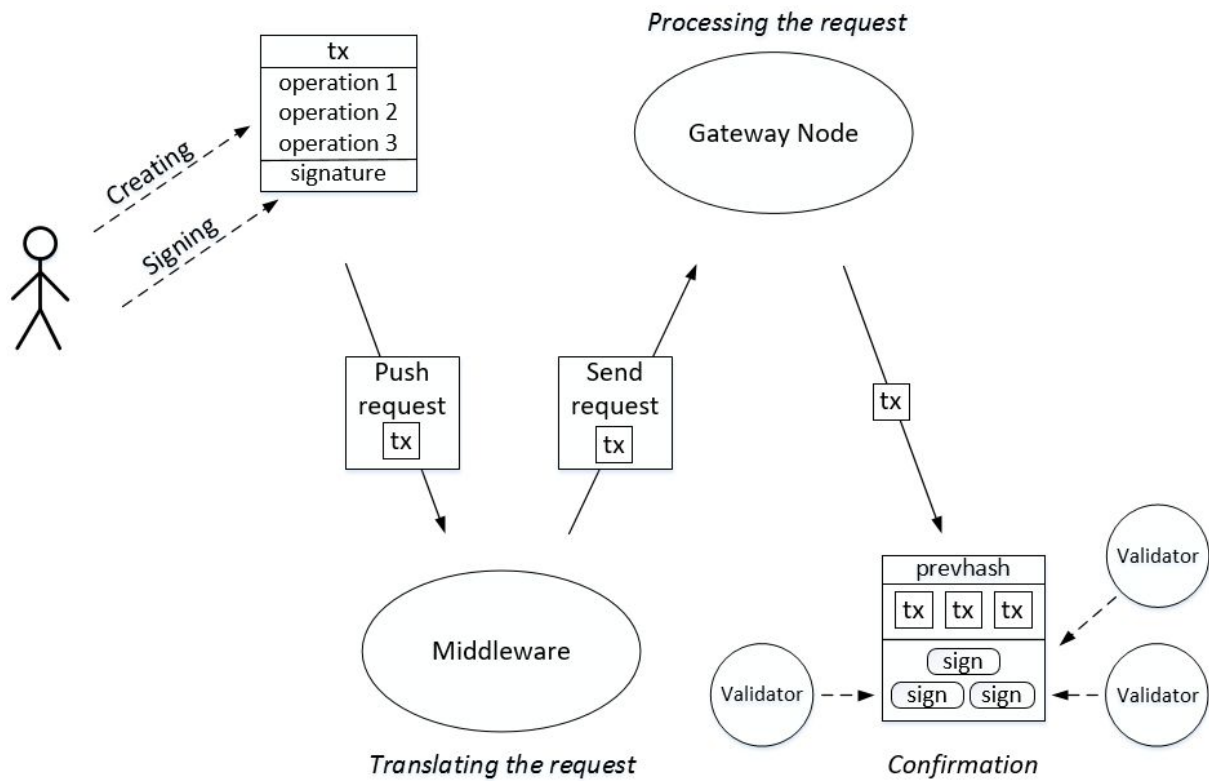 Processing the request
tx
operation 1
operation 2
operation 3
signature
Creating
Signing
Gateway Node
Push
request
tx
Send
request
tx
tx
Middleware
Translating the request
prevhash
tx tx tx
sign
sign sign
Validator
Validator
Validator
Confirmation